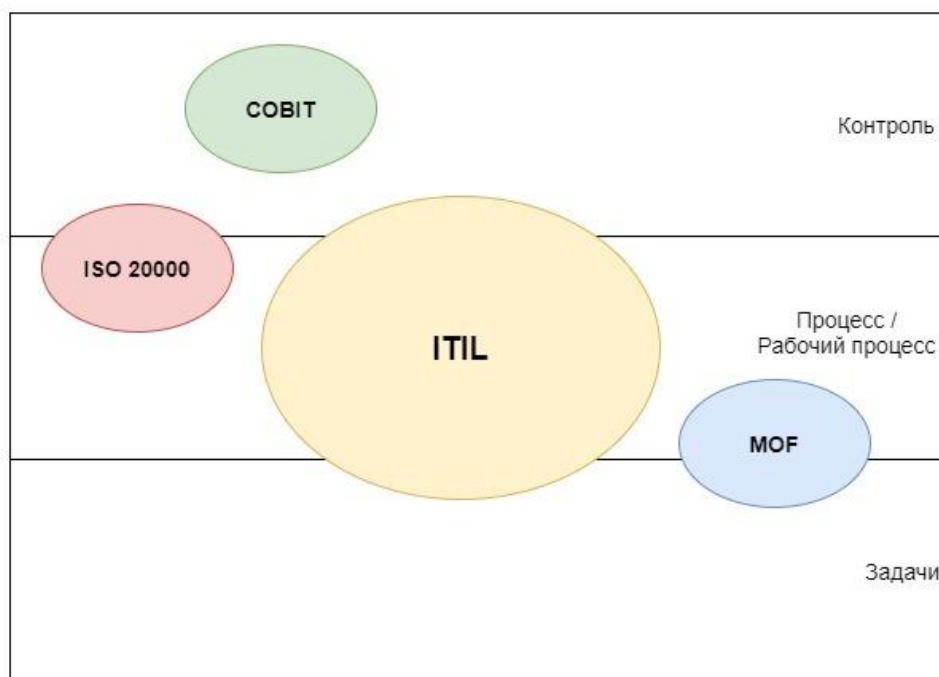 COBIT
Контроль
ISO 20000
Процесс /
Рабочий процесс
ITIL
MOF
Задачи